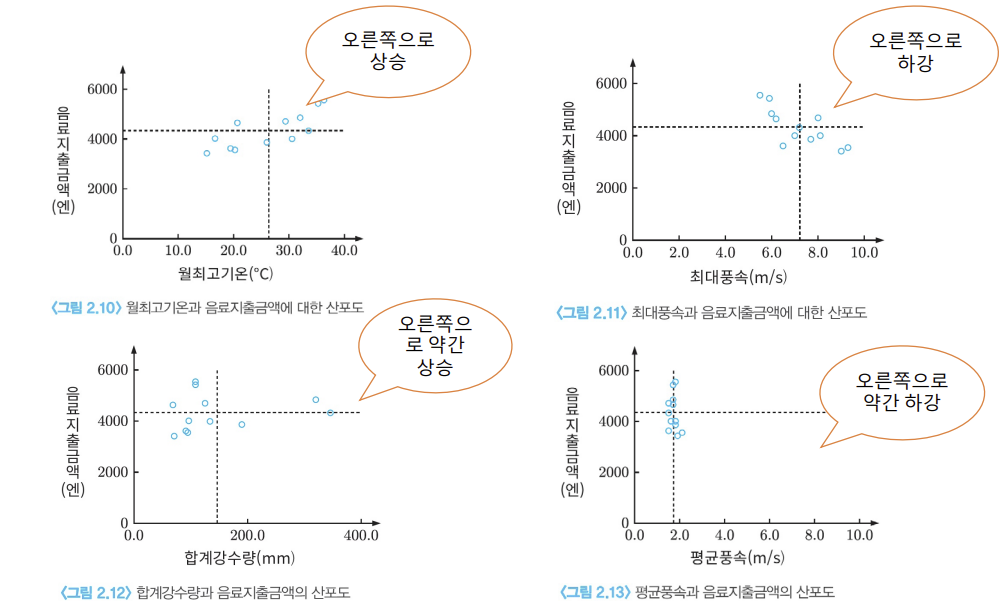 오른쪽으로
상승
음료지출금액(엔)
6000
4000
2000
0
0.0 10.0 20.0 30.0 40.0
월최고기온(℃)
〈그림 2.10〉 월최고기온과 음료지출금액에 대한 산포도
오른쪽으로
하강
음료지출금액(엔)
6000
4000
2000
0
0.0 2.0 4.0 6.0 8.0 10.0
최대풍속(m/s)
〈그림 2.11〉 최대풍속과 음료지출금액에 대한 산포도
오른쪽으
로 약간
상승
음료지출금액(엔)
6000
4000
2000
0
0.0 200.0 400.0
합계강수량(mm)
〈그림 2.12〉 합계강수량과 음료지출금액의 산포도
오른쪽으로
약간 하강
음료지출금액(엔)
6000
4000
2000
0
0.0 2.0 4.0 6.0 8.0 10.0
평균풍속(m/s)
〈그림 2.13〉 평균풍속과 음료지출금액의 산포도